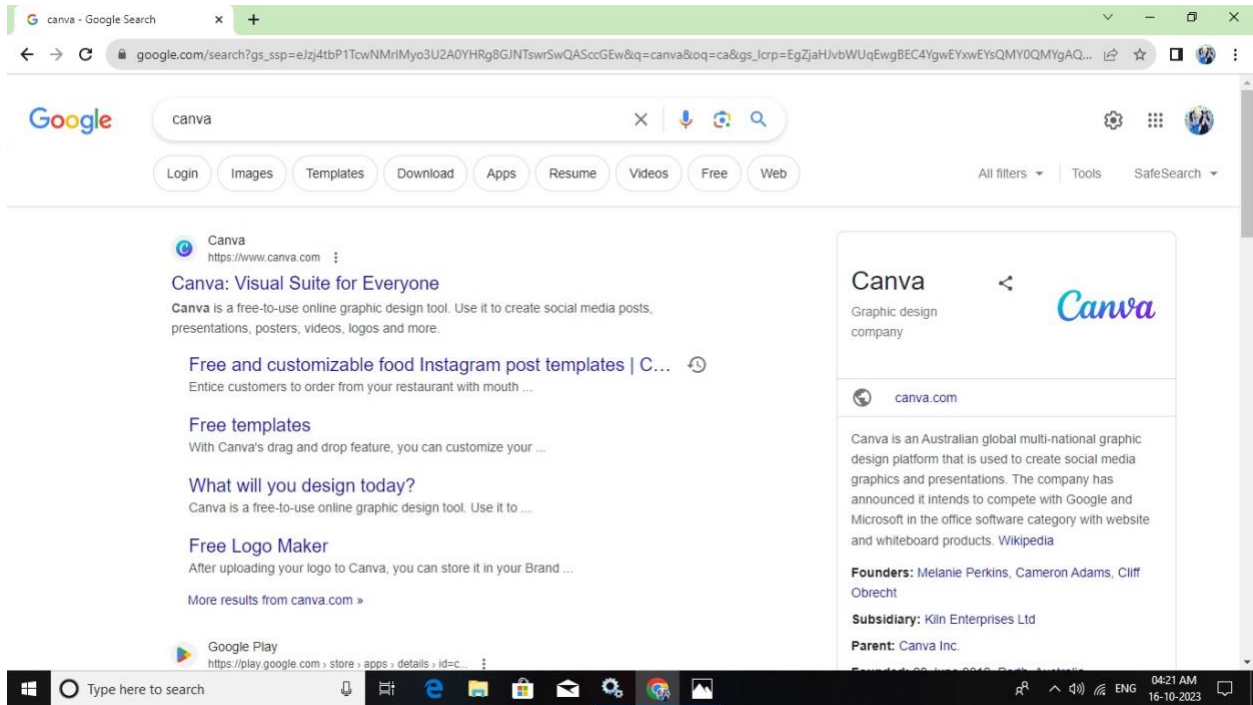 canva - Google Search
google.com/search?gs_ssp=eJzj4tbP1TcwNMrIMyo3U2A0YHRg8GJNTswrSwQASccGEw&q=canva&oq=ca&gs_lcrp=EgZjaHJvbWUqEwgBEC4YgwEYxwEYsQMY0QMYgAQ...
Google
canva
Login Images Templates Download Apps Resume Videos Free Web
All filters Tools SafeSearch
Canva
https://www.canva.com
Canva: Visual Suite for Everyone
Canva is a free-to-use online graphic design tool. Use it to create social media posts,
presentations, posters, videos, logos and more.
Free and customizable food Instagram post templates | C...
Entice customers to order from your restaurant with mouth ...
Free templates
With Canva's drag and drop feature, you can customize your ...
What will you design today?
Canva is a free-to-use online graphic design tool. Use it to ...
Free Logo Maker
After uploading your logo to Canva, you can store it in your Brand ...
More results from canva.com »
Google Play
https://play.google.com › store › apps › details › id=c...
Canva
Graphic design
company
Canva
canva.com
Canva is an Australian global multi-national graphic
design platform that is used to create social media
graphics and presentations. The company has
announced it intends to compete with Google and
Microsoft in the office software category with website
and whiteboard products. Wikipedia
Founders: Melanie Perkins, Cameron Adams, Cliff
Obrecht
Subsidiary: Kiln Enterprises Ltd
Parent: Canva Inc.
Type here to search
ENG
04:21 AM
16-10-2023